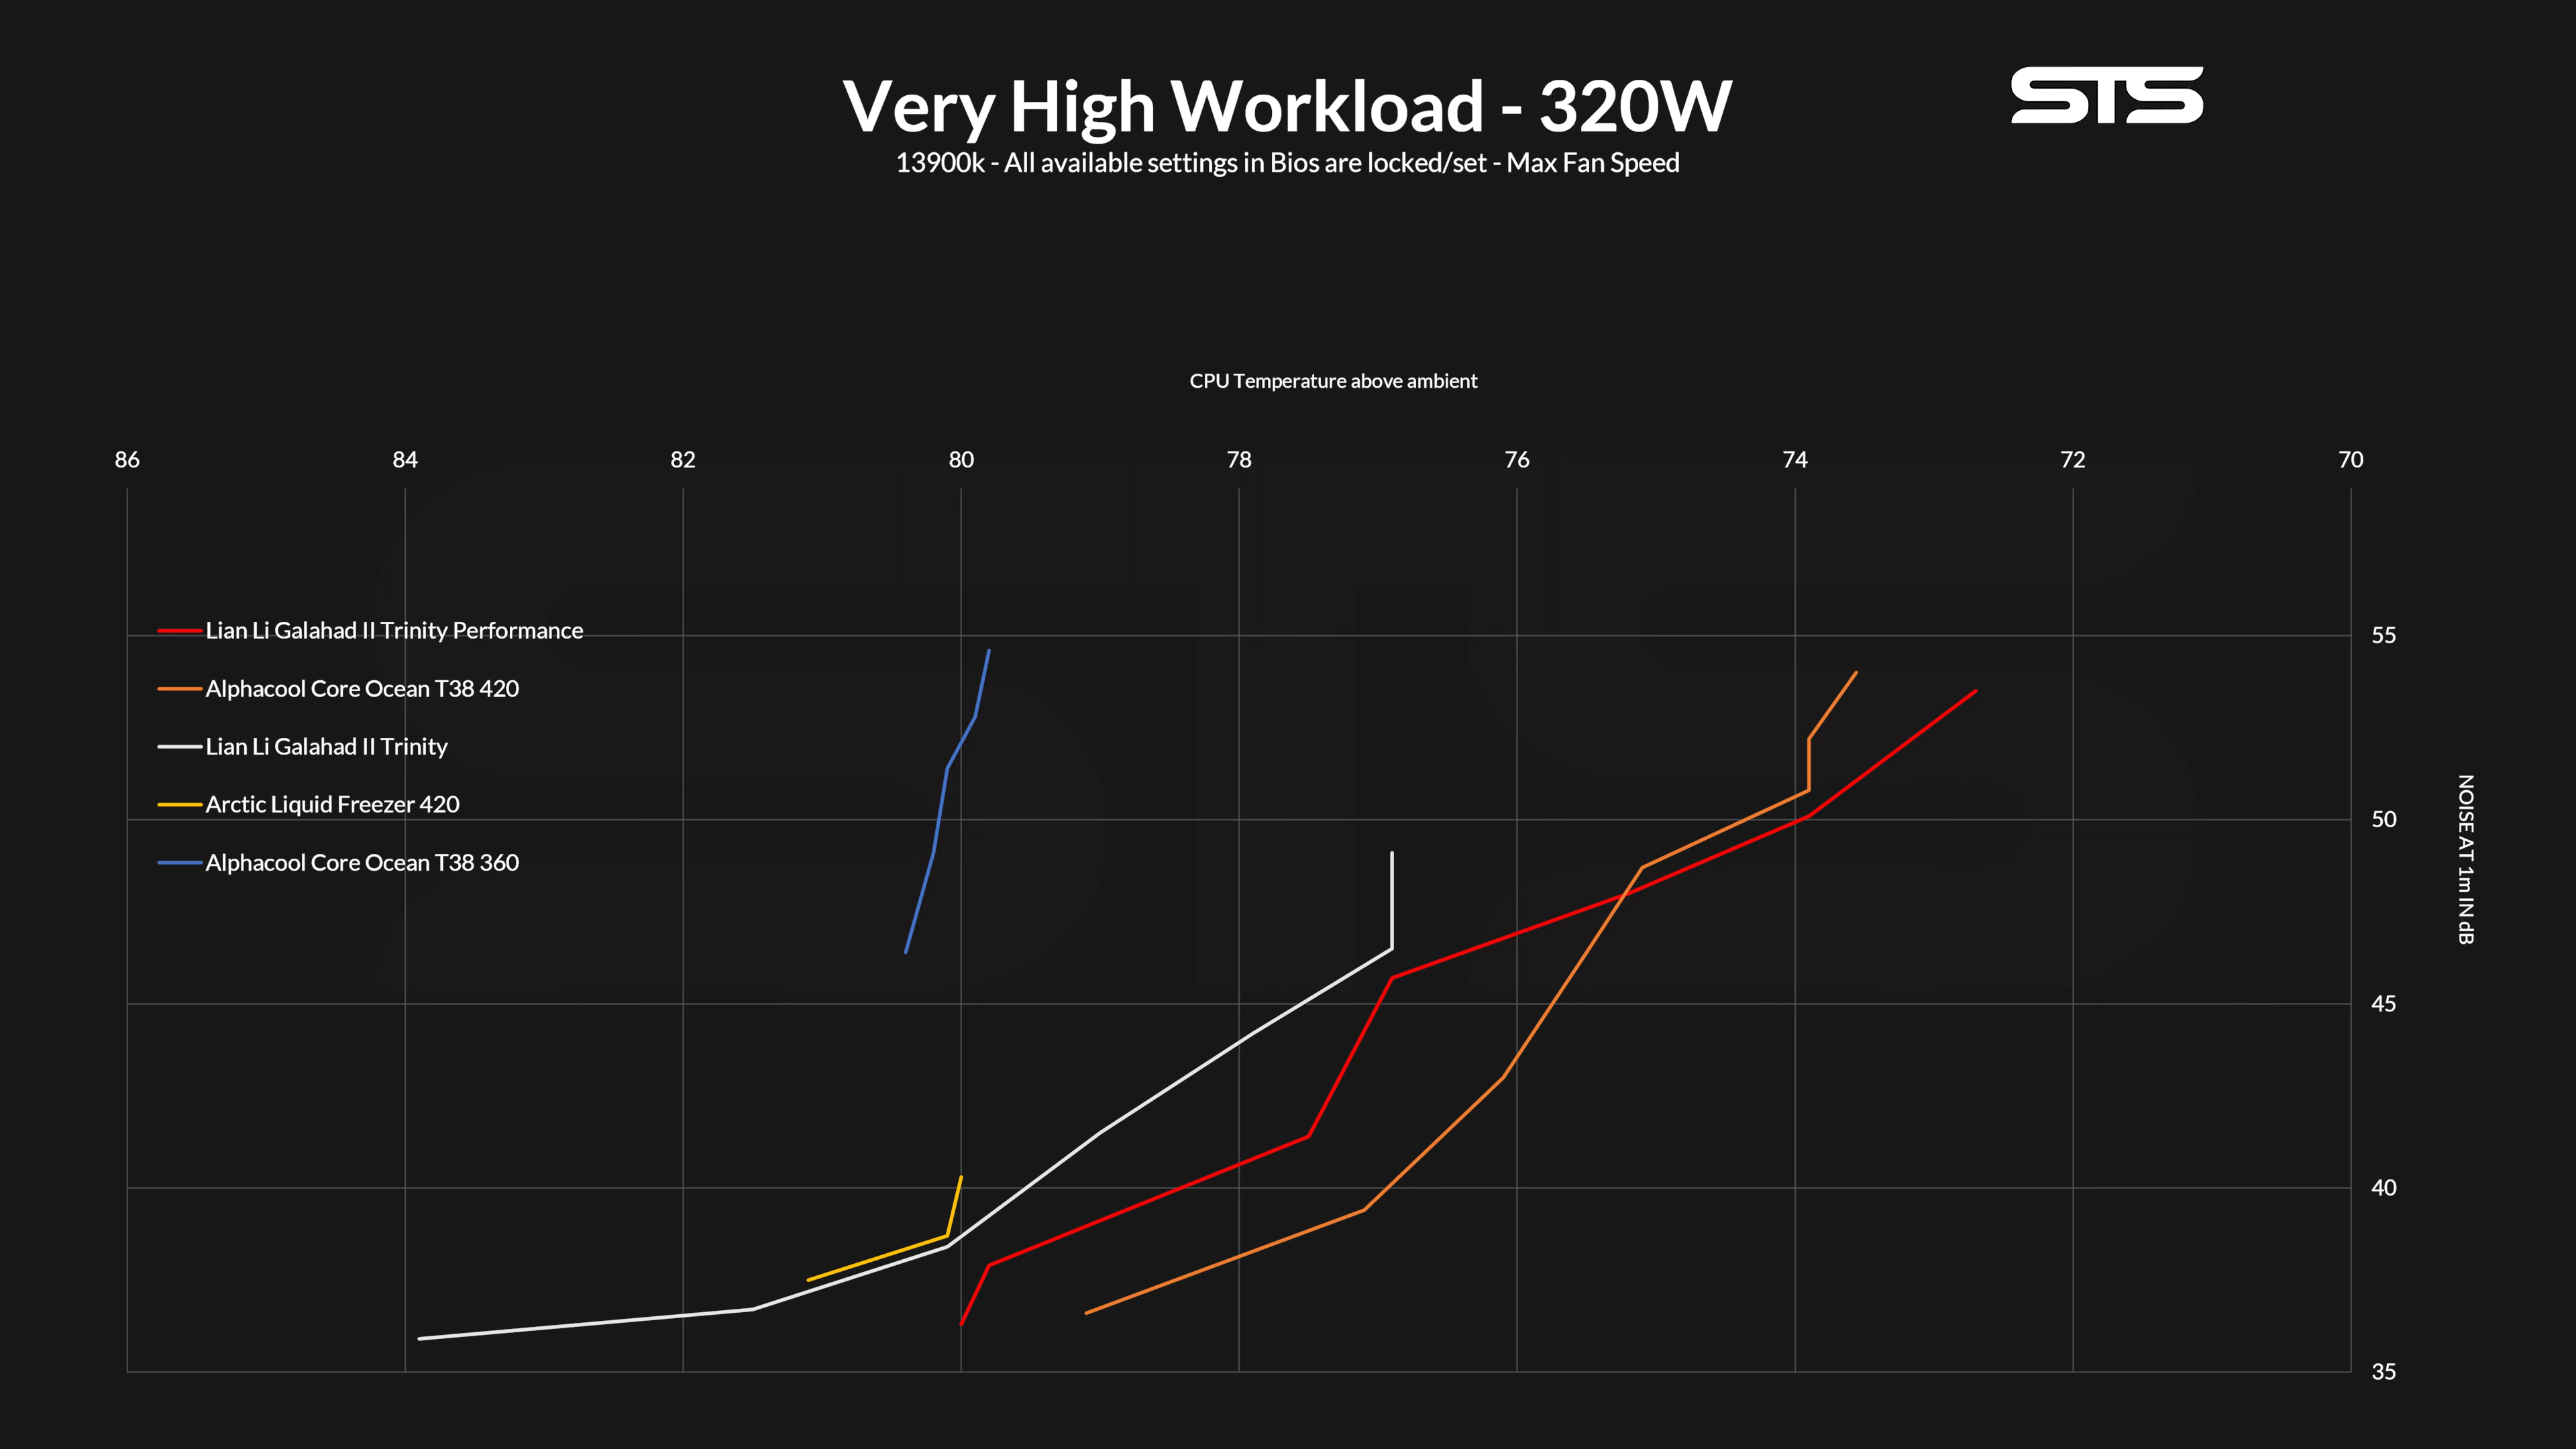 STS
Very High Workload - 320W
13900k - All available settings in Bios are locked/set - Max Fan Speed
CPU Temperature above ambient
86 84 82 80 78 76 74 72 70
Lian Li Galahad II Trinity Performance
Alphacool Core Ocean T38 420
Lian Li Galahad II Trinity
Arctic Liquid Freezer 420
Alphacool Core Ocean T38 360
55
50
45
40
35
NOISE AT 1m IN dB